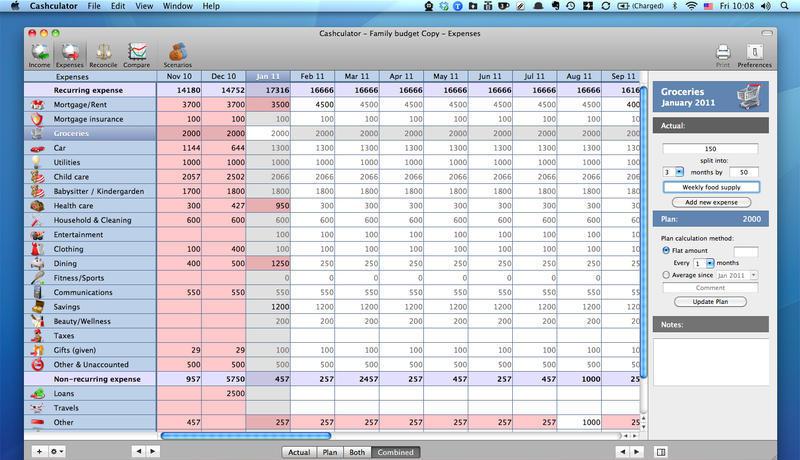 Cashculator File Edit View Window Help 4 (Charged) Fri 10:08
Cashculator – Family budget Copy – Expenses
Income Expenses Reconcile Compare Scenarios Print Preferences
Expenses Nov 10 Dec 10 Jan 11 Feb 11 Mar 11 Apr 11 May 11 Jun 11 Jul 11 Aug 11 Sep 11
Recurring expense 14180 14752 17316 16666 16666 16666 16666 16666 16666 16666 1616
Mortgage/Rent 3700 3700 3500 4500 4500 4500 4500 4500 4500 4500 400
Mortgage insurance 100 100 100 100 100 100 100 100 100 100 10
Groceries 2000 2000 2000 2000 2000 2000 2000 2000 2000 2000 200
Car 1144 644 1300 1300 1300 1300 1300 1300 1300 1300 130
Utilities 1000 1000 1000 1000 1000 1000 1000 1000 1000 1000 100
Child care 2057 2502 2066 2066 2066 2066 2066 2066 2066 2066 206
Babysitter / Kindergarden 1700 1800 1800 1800 1800 1800 1800 1800 1800 1800 180
Health care 300 427 950 300 300 300 300 300 300 300 30
Household & Cleaning 600 600 600 600 600 600 600 600 600 600 60
Entertainment 100 100 100 100 100 100 100 100 10
Clothing 100 400 100 100 100 100 100 100 100 100 10
Dining 400 500 1250 250 250 250 250 250 250 250 25
Fitness/Sports 0 0 0 0 0 0 0 0
Communications 550 550 550 550 550 550 550 550 550 550 55
Savings 1200 1200 1200 1200 1200 1200 1200 1200 120
Beauty/Wellness 200 200 200 200 200 200 200 200 20
Taxes
Gifts (given) 29 29 100 100 100 100 100 100 100 100 10
Other & Unaccounted 500 500 500 500 500 500 500 500 500 500 50
Non-recurring expense 957 5750 457 257 2457 257 457 257 457 1000 25
Loans 2500
Travels
Other 457 257 257 257 257 257 257 257 1000 25
Actual Plan Both Combined
Groceries
January 2011
Actual:
150
split into:
3 months by 50
Weekly food supply
Add new expense
Plan: 2000
Plan calculation method:
Flat amount
Every 1 months
Average since Jan 2011
Comment
Update Plan
Notes: